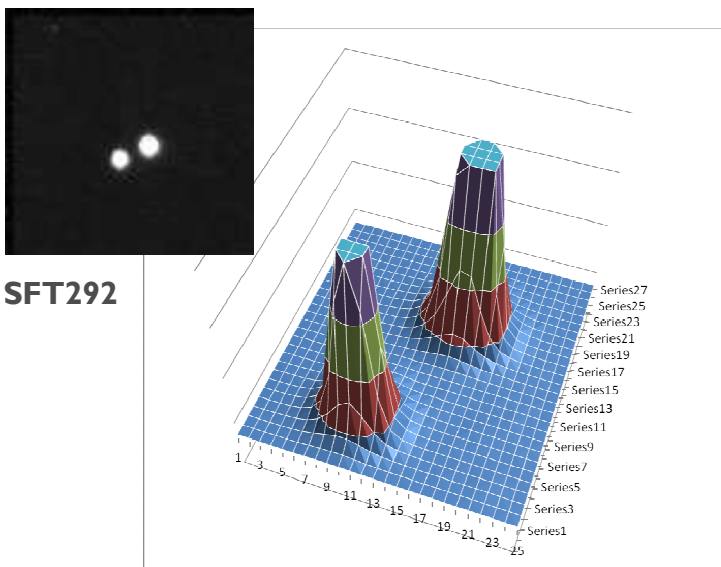 SFT292
Series27
Series25
Series23
Series21
Series19
Series17
Series15
Series13
Series11
Series9
Series7
Series5
Series3
Series1
1
3
5
7
9
11
13
15
17
19
21
23
25